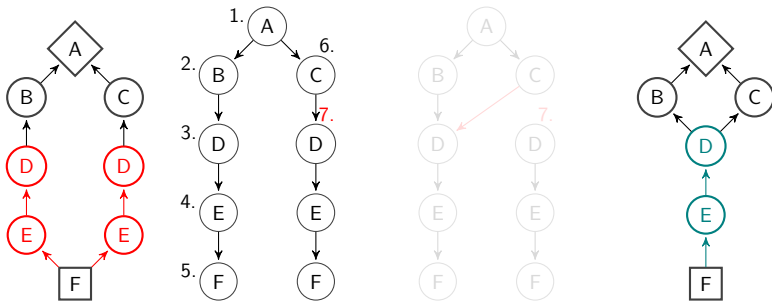 A
B C
D D
E E
F
1. A
2. B 6. C
3. D 7. D
4. E E
5. F F
A
B C
D 7. D
E E
F F
A
B C
D
E
F